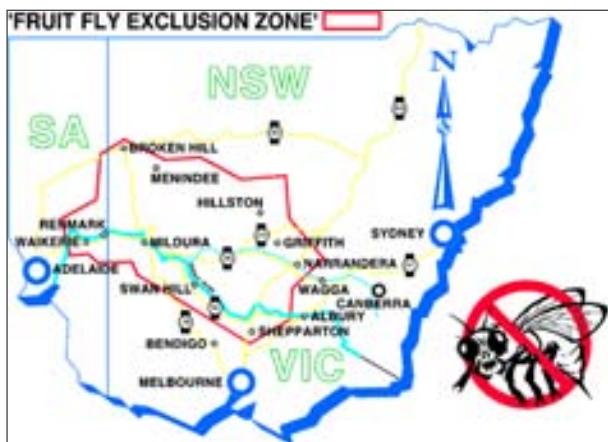 'FRUIT FLY EXCLUSION ZONE'
NSW
N
S
SA
BROKEN HILL
MENINDEE
HILLSTON
RENMARK
WAIKERIE
MILDURA
GRIFFITH
SYDNEY
ADELAIDE
NARRANDERA
SWAN HILL
WAGGA
CANBERRA
ALBURY
SHEPPARTON
BENDIGO
VIC
MELBOURNE